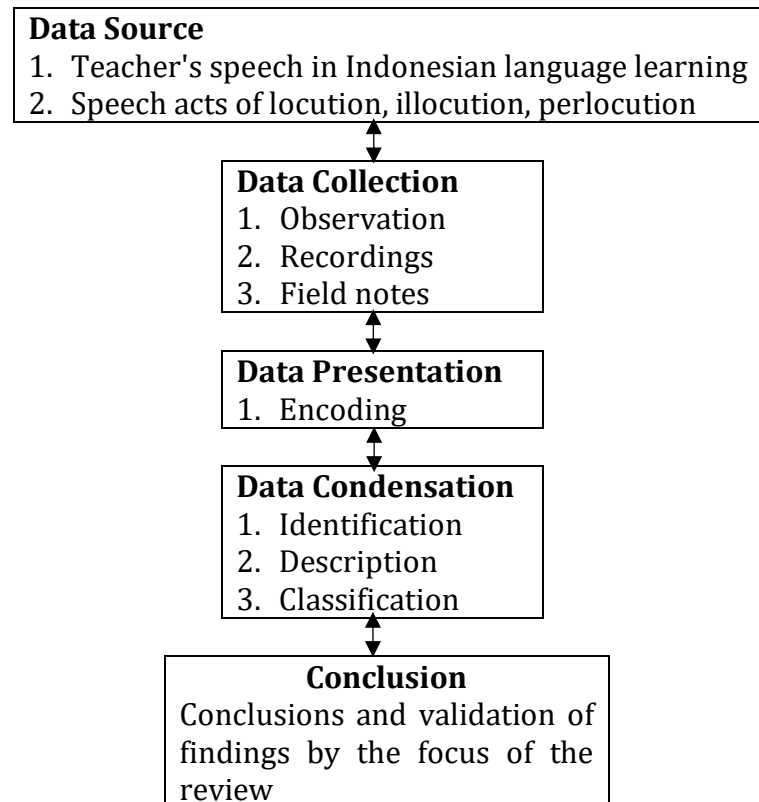 Data Source
1. Teacher's speech in Indonesian language learning
2. Speech acts of locution, illocution, perlocution
Data Collection
1. Observation
2. Recordings
3. Field notes
Data Presentation
1. Encoding
Data Condensation
1. Identification
2. Description
3. Classification
Conclusion
Conclusions and validation of
findings by the focus of the
review